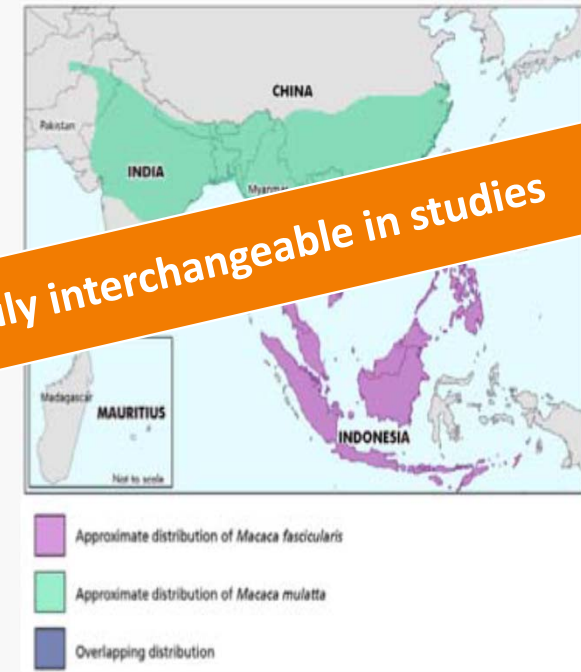 CHINA
Pakistan
INDIA
Myanmar
interchangeable in studies
Madagascar
MAURITIUS
INDONESIA
Not to scale
Approximate distribution of Macaca fascicularis
Approximate distribution of Macaca mulatta
Overlapping distribution